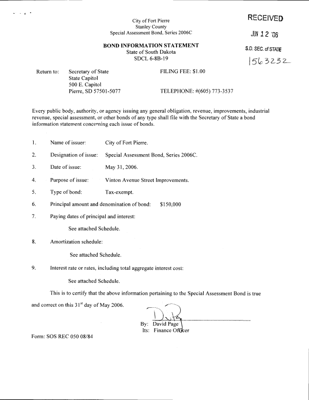 City of Fort Pierre
Stanley County
Special Assessment Bond, Series 2006C
RECEIVED
JUN 12 '06
S.D. SEC. of STATE
1563252
BOND INFORMATION STATEMENT
State of South Dakota
SDCL 6-8B-19
Return to: Secretary of State FILING FEE: $1.00
State Capitol
500 E. Capitol
Pierre, SD 57501-5077 TELEPHONE: #(605) 773-3537
Every public body, authority, or agency issuing any general obligation, revenue, improvements, industrial
revenue, special assessment, or other bonds of any type shall file with the Secretary of State a bond
information statement concerning each issue of bonds.
1. Name of issuer: City of Fort Pierre.
2. Designation of issue: Special Assessment Bond, Series 2006C.
3. Date of issue: May 31, 2006.
4. Purpose of issue: Vinton Avenue Street Improvements.
5. Type of bond: Tax-exempt.
6. Principal amount and denomination of bond: $150,000
7. Paying dates of principal and interest:
See attached Schedule.
8. Amortization schedule:
See attached Schedule.
9. Interest rate or rates, including total aggregate interest cost:
See attached Schedule.
This is to certify that the above information pertaining to the Special Assessment Bond is true
and correct on this 31st day of May 2006.
By: David Page
Its: Finance Officer
Form: SOS REC 050 08/84